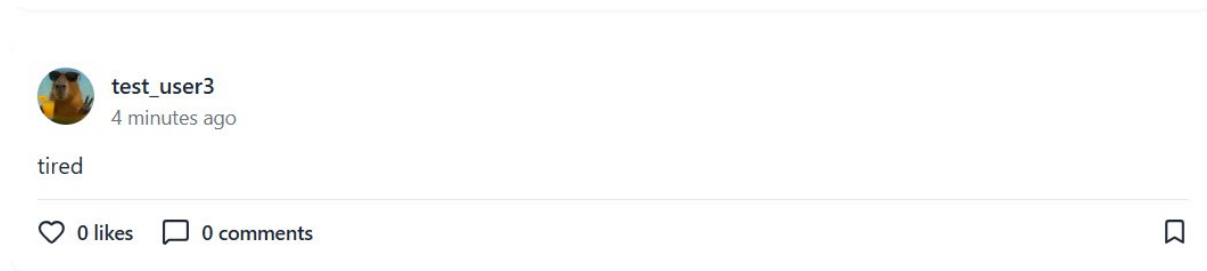 test_user3
4 minutes ago
tired
0 likes 0 comments